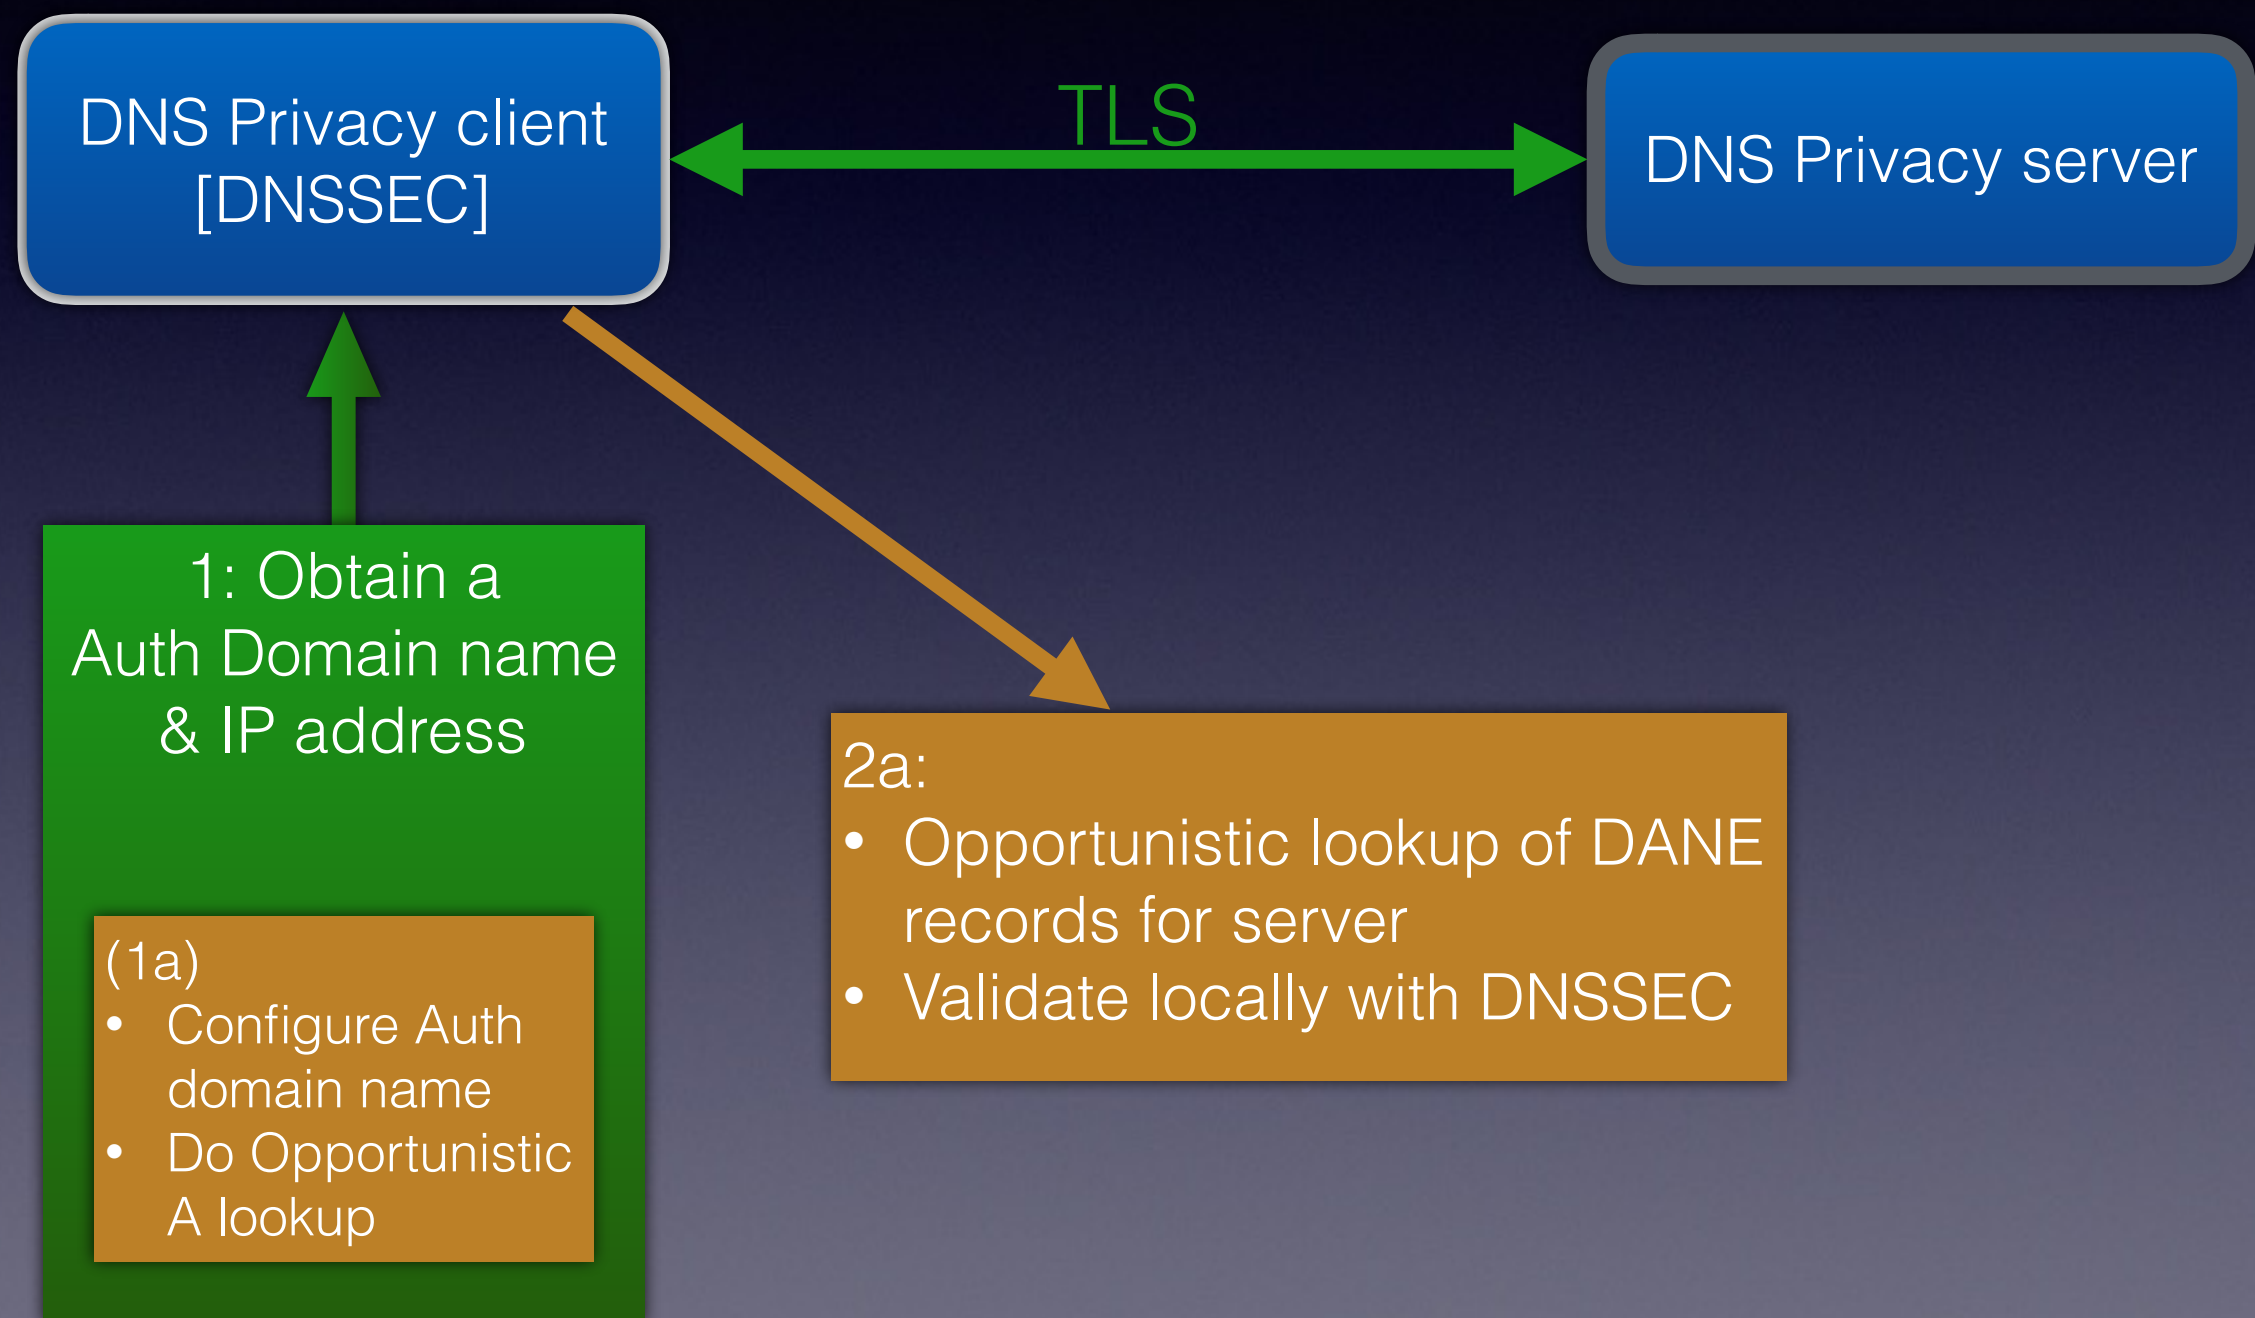 DNS Privacy client
[DNSSEC]
TLS
DNS Privacy server
1: Obtain a
Auth Domain name
& IP address
(1a)
• Configure Auth
domain name
• Do Opportunistic
A lookup
2a:
• Opportunistic lookup of DANE
records for server
• Validate locally with DNSSEC